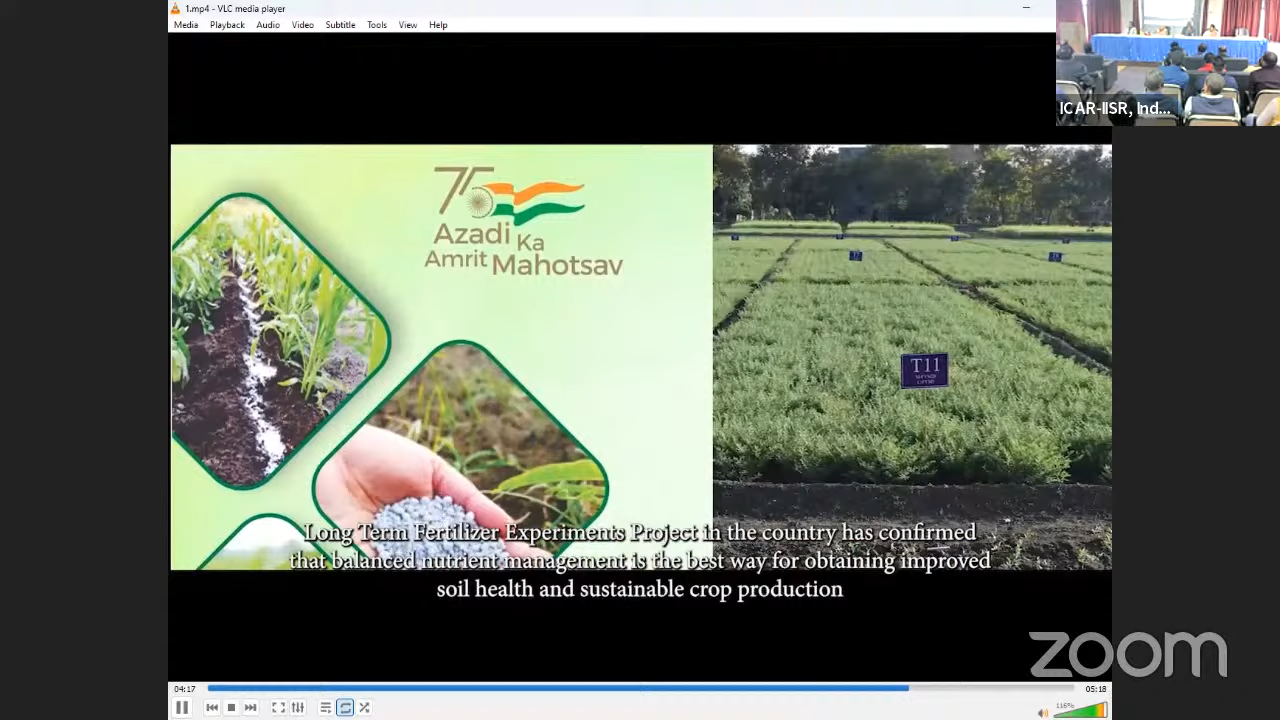 1.mp4 - VLC media player
Media Playback Audio Video Subtitle Tools View Help
ICAR-IISR, Ind...
75
Azadi Ka
Amrit Mahotsav
T11
Long Term Fertilizer Experiments Project in the country has confirmed
that balanced nutrient management is the best way for obtaining improved
soil health and sustainable crop production
zoom
04:17
05:18
116%